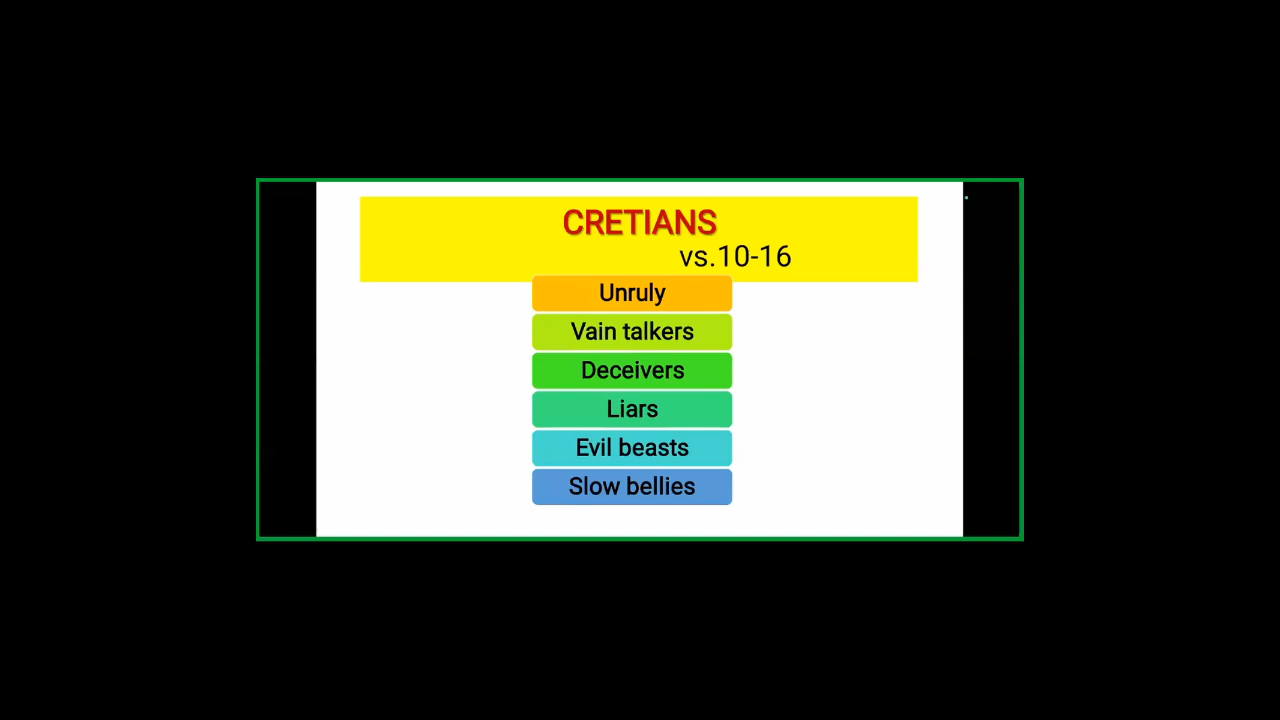 CRETIANS
vs.10-16
Unruly
Vain talkers
Deceivers
Liars
Evil beasts
Slow bellies